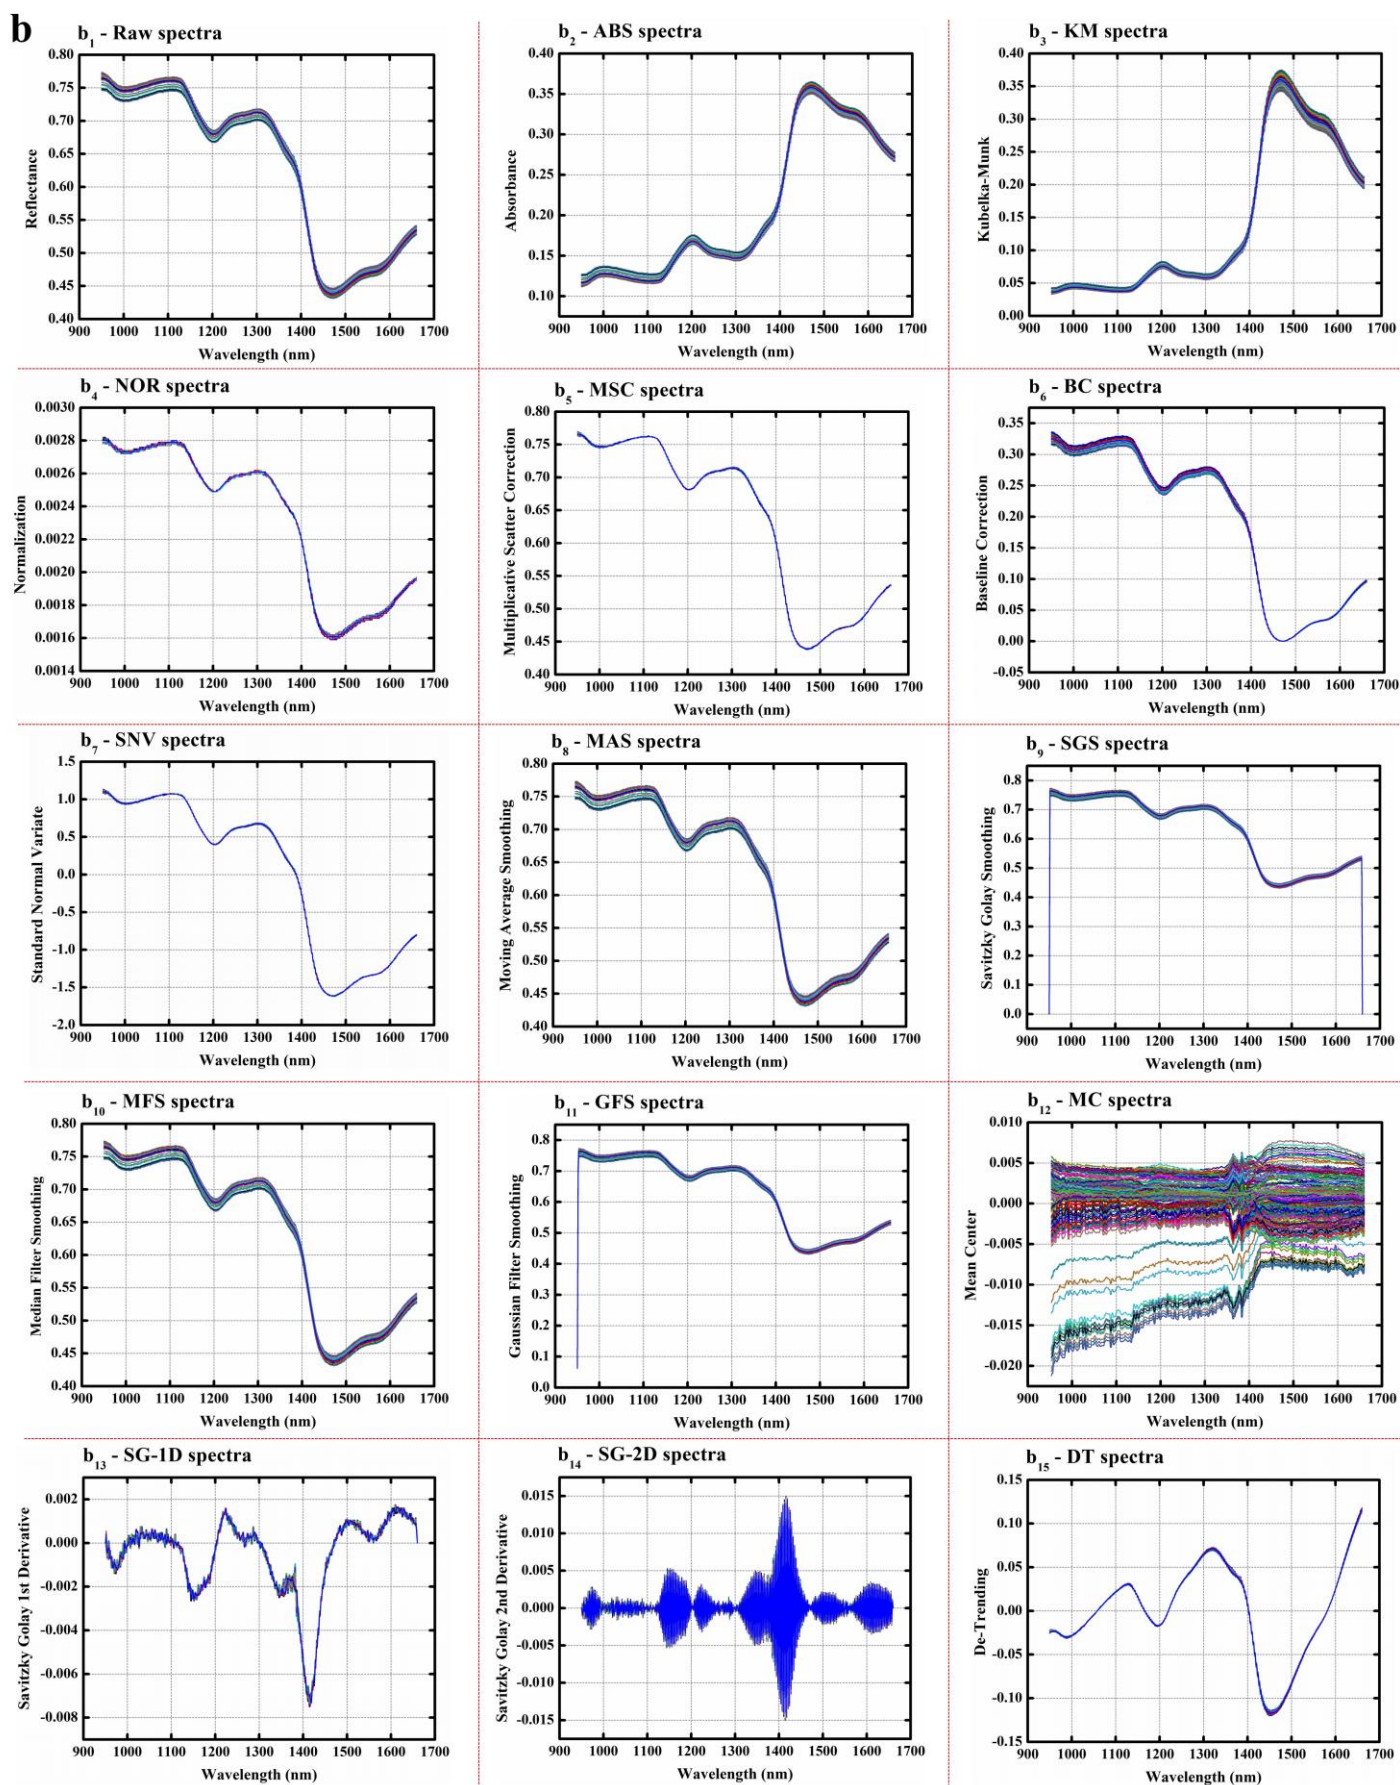 b
b1 - Raw spectra
Reflectance
0.80
0.75
0.70
0.65
0.60
0.55
0.50
0.45
0.40
900 1000 1100 1200 1300 1400 1500 1600 1700
Wavelength (nm)
b2 - ABS spectra
Absorbance
0.40
0.35
0.30
0.25
0.20
0.15
0.10
900 1000 1100 1200 1300 1400 1500 1600 1700
Wavelength (nm)
b3 - KM spectra
Kubelka-Munk
0.40
0.35
0.30
0.25
0.20
0.15
0.10
0.05
0.00
900 1000 1100 1200 1300 1400 1500 1600 1700
Wavelength (nm)
b4 - NOR spectra
Normalization
0.0030
0.0028
0.0026
0.0024
0.0022
0.0020
0.0018
0.0016
0.0014
900 1000 1100 1200 1300 1400 1500 1600 1700
Wavelength (nm)
b5 - MSC spectra
Multiplicative Scatter Correction
0.80
0.75
0.70
0.65
0.60
0.55
0.50
0.45
0.40
900 1000 1100 1200 1300 1400 1500 1600 1700
Wavelength (nm)
b6 - BC spectra
Baseline Correction
0.35
0.30
0.25
0.20
0.15
0.10
0.05
0.00
-0.05
900 1000 1100 1200 1300 1400 1500 1600 1700
Wavelength (nm)
b7 - SNV spectra
Standard Normal Variate
1.5
1.0
0.5
0.0
-0.5
-1.0
-1.5
-2.0
900 1000 1100 1200 1300 1400 1500 1600 1700
Wavelength (nm)
b8 - MAS spectra
Moving Average Smoothing
0.80
0.75
0.70
0.65
0.60
0.55
0.50
0.45
0.40
900 1000 1100 1200 1300 1400 1500 1600 1700
Wavelength (nm)
b9 - SGS spectra
Savitzky Golay Smoothing
0.8
0.7
0.6
0.5
0.4
0.3
0.2
0.1
0.0
900 1000 1100 1200 1300 1400 1500 1600 1700
Wavelength (nm)
b10 - MFS spectra
Median Filter Smoothing
0.80
0.75
0.70
0.65
0.60
0.55
0.50
0.45
0.40
900 1000 1100 1200 1300 1400 1500 1600 1700
Wavelength (nm)
b11 - GFS spectra
Gaussian Filter Smoothing
0.8
0.7
0.6
0.5
0.4
0.3
0.2
0.1
0.0
900 1000 1100 1200 1300 1400 1500 1600 1700
Wavelength (nm)
b12 - MC spectra
Mean Center
0.010
0.005
0.000
-0.005
-0.010
-0.015
-0.020
900 1000 1100 1200 1300 1400 1500 1600 1700
Wavelength (nm)
b13 - SG-1D spectra
Savitzky Golay 1st Derivative
0.002
0.000
-0.002
-0.004
-0.006
-0.008
900 1000 1100 1200 1300 1400 1500 1600 1700
Wavelength (nm)
b14 - SG-2D spectra
Savitzky Golay 2nd Derivative
0.015
0.010
0.005
0.000
-0.005
-0.010
-0.015
900 1000 1100 1200 1300 1400 1500 1600 1700
Wavelength (nm)
b15 - DT spectra
De-Trending
0.15
0.10
0.05
0.00
-0.05
-0.10
-0.15
900 1000 1100 1200 1300 1400 1500 1600 1700
Wavelength (nm)